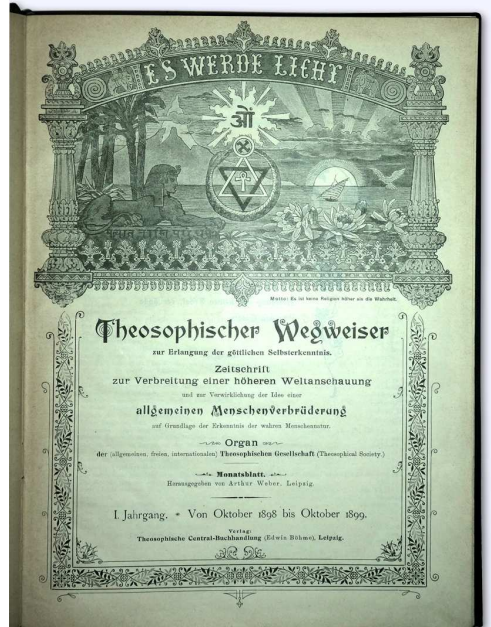 ES WERDE LICHT
ओं
Motto: Es ist keine Religion höher als die Wahrheit.
Theosophischer Wegweiser
zur Erlangung der göttlichen Selbsterkenntnis.
Zeitschrift
zur Verbreitung einer höheren Weltanschauung
und zur Verwirklichung der Idee einer
allgemeinen Menschenverbrüderung
auf Grundlage der Erkenntnis der wahren Menschennatur.
Organ
der (allgemeinen, freien, internationalen) Theosophischen Gesellschaft (Theosophical Society.)
Monatsblatt.
Herausgegeben von Arthur Weber, Leipzig.
I. Jahrgang. * Von Oktober 1898 bis Oktober 1899.
Verlag:
Theosophische Central-Buchhandlung (Edwin Böhme), Leipzig.